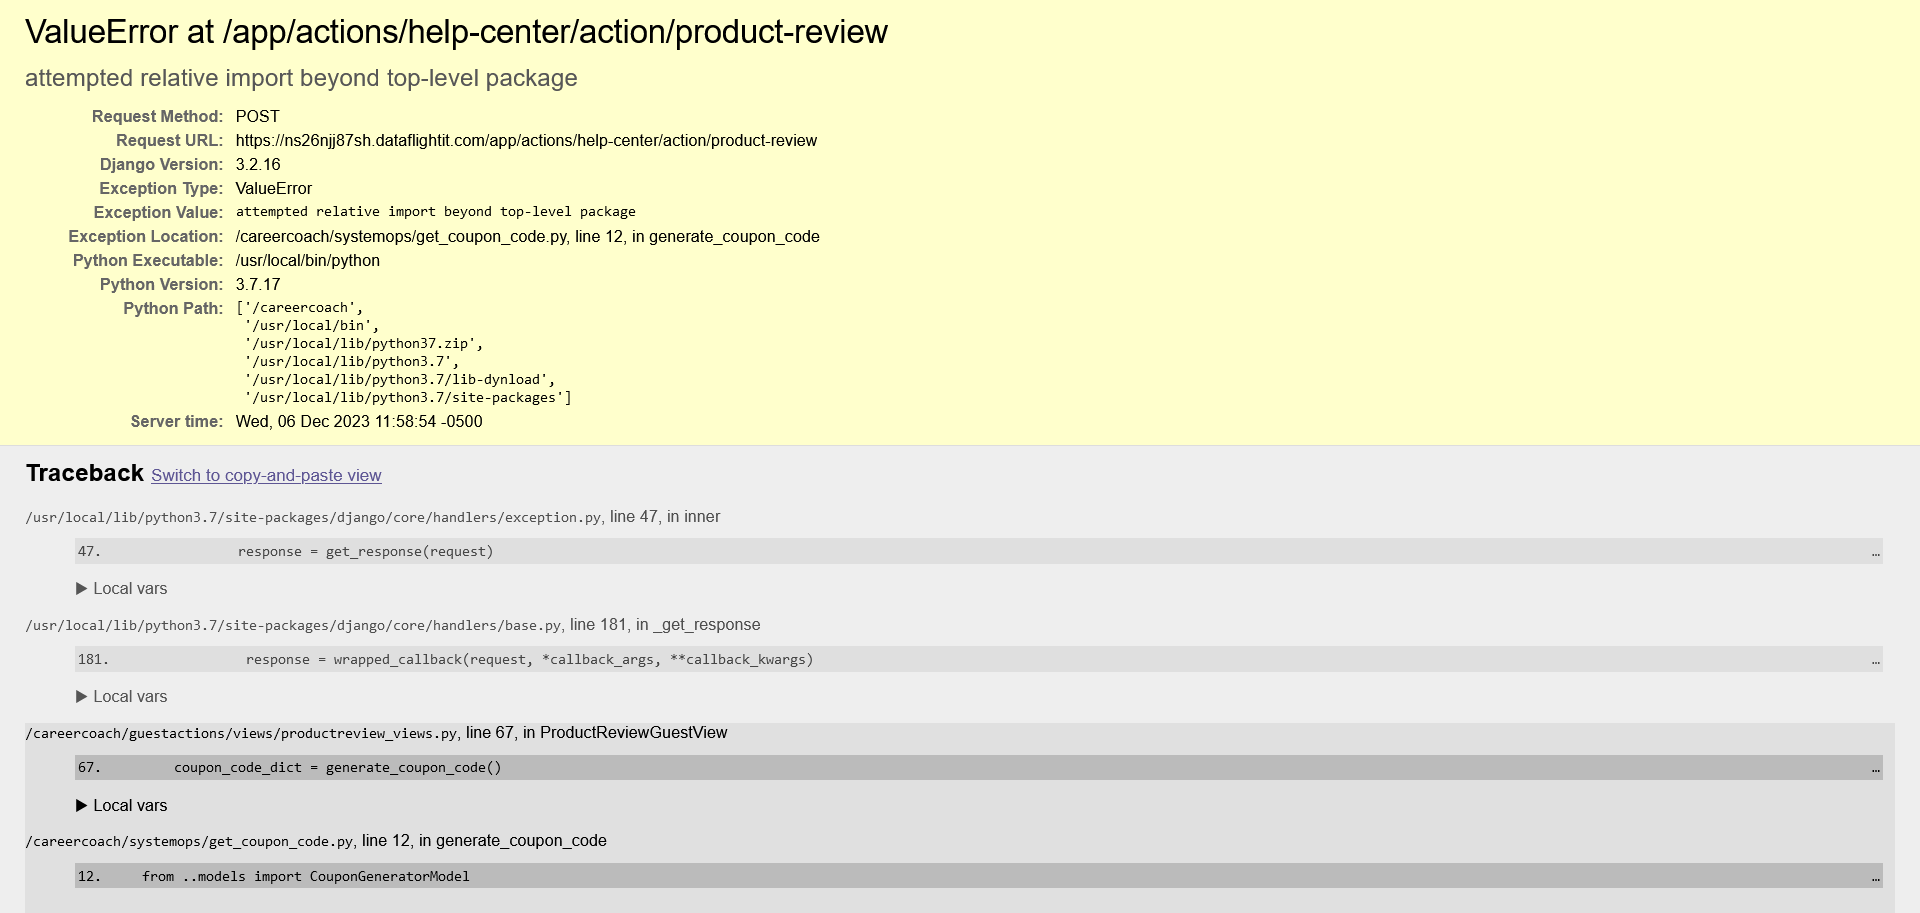 ValueError at /app/actions/help-center/action/product-review
attempted relative import beyond top-level package
Request Method: POST
Request URL: https://ns26njj87sh.dataflightit.com/app/actions/help-center/action/product-review
Django Version: 3.2.16
Exception Type: ValueError
Exception Value: attempted relative import beyond top-level package
Exception Location: /careercoach/systemops/get_coupon_code.py, line 12, in generate_coupon_code
Python Executable: /usr/local/bin/python
Python Version: 3.7.17
Python Path: ['/careercoach',
'/usr/local/bin',
'/usr/local/lib/python37.zip',
'/usr/local/lib/python3.7',
'/usr/local/lib/python3.7/lib-dynload',
'/usr/local/lib/python3.7/site-packages']
Server time: Wed, 06 Dec 2023 11:58:54 -0500
Traceback Switch to copy-and-paste view
/usr/local/lib/python3.7/site-packages/django/core/handlers/exception.py, line 47, in inner
47. response = get_response(request) …
▶ Local vars
/usr/local/lib/python3.7/site-packages/django/core/handlers/base.py, line 181, in _get_response
181. response = wrapped_callback(request, *callback_args, **callback_kwargs) …
▶ Local vars
/careercoach/guestactions/views/productreview_views.py, line 67, in ProductReviewGuestView
67. coupon_code_dict = generate_coupon_code() …
▶ Local vars
/careercoach/systemops/get_coupon_code.py, line 12, in generate_coupon_code
12. from ..models import CouponGeneratorModel …